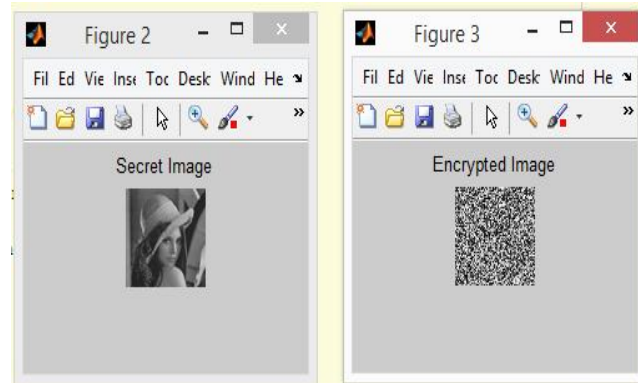 Figure 2
Fil Ed Vie Inse Toc Desk Wind He
Secret Image
Figure 3
Fil Ed Vie Inse Toc Desk Wind He
Encrypted Image